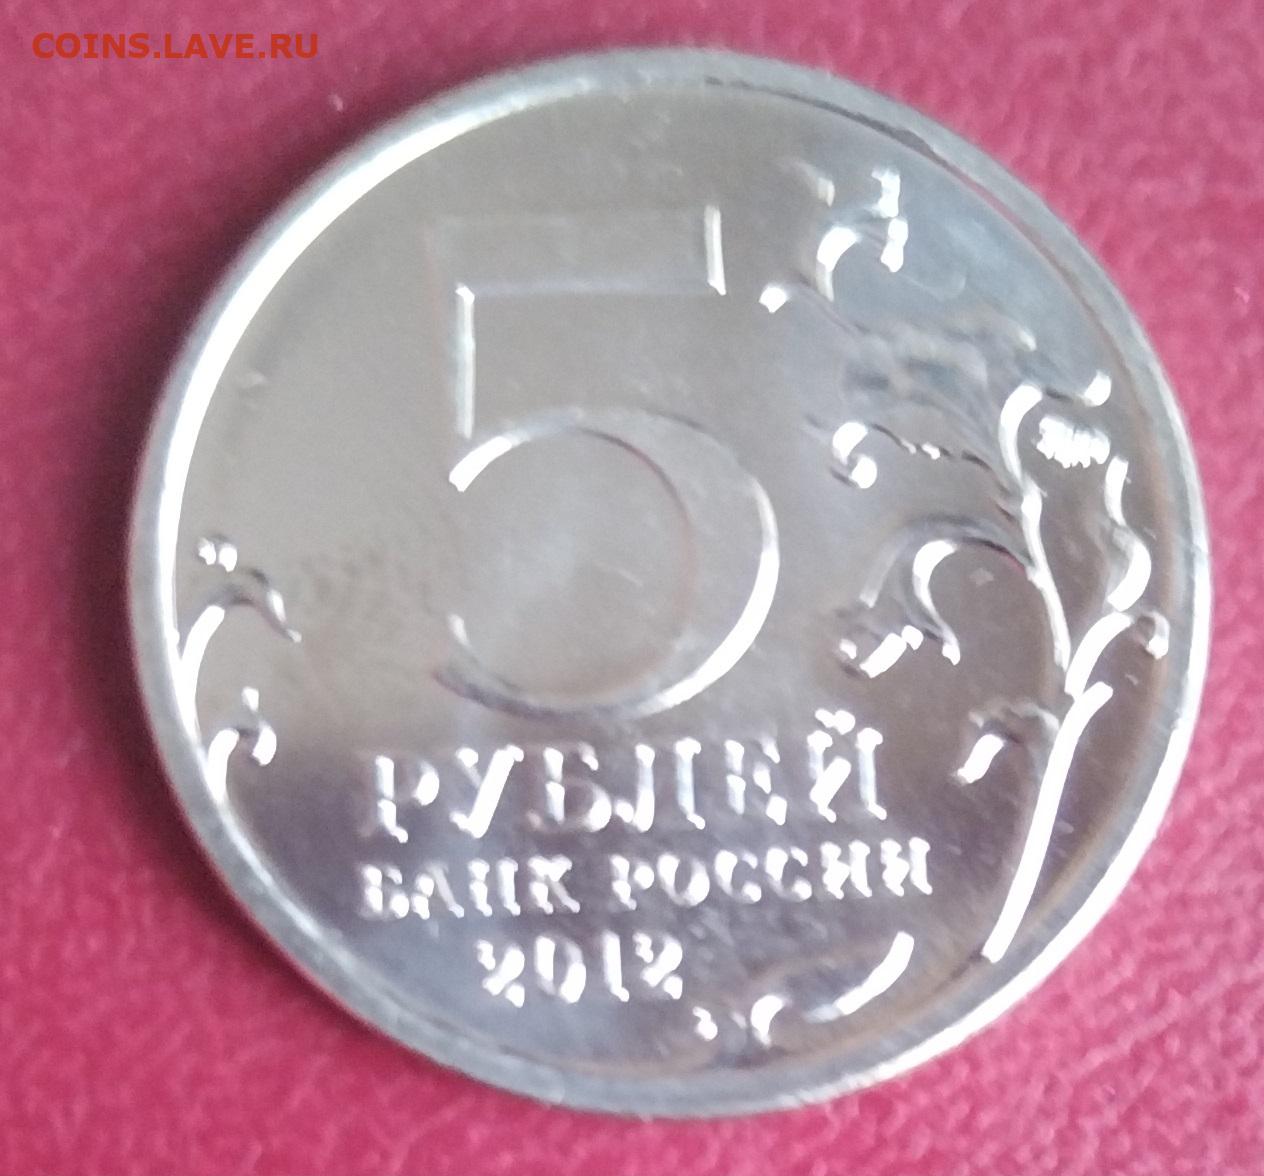 COINS.LAVE.RU
5
РУБЛЕЙ
БАНК РОССИИ
2012